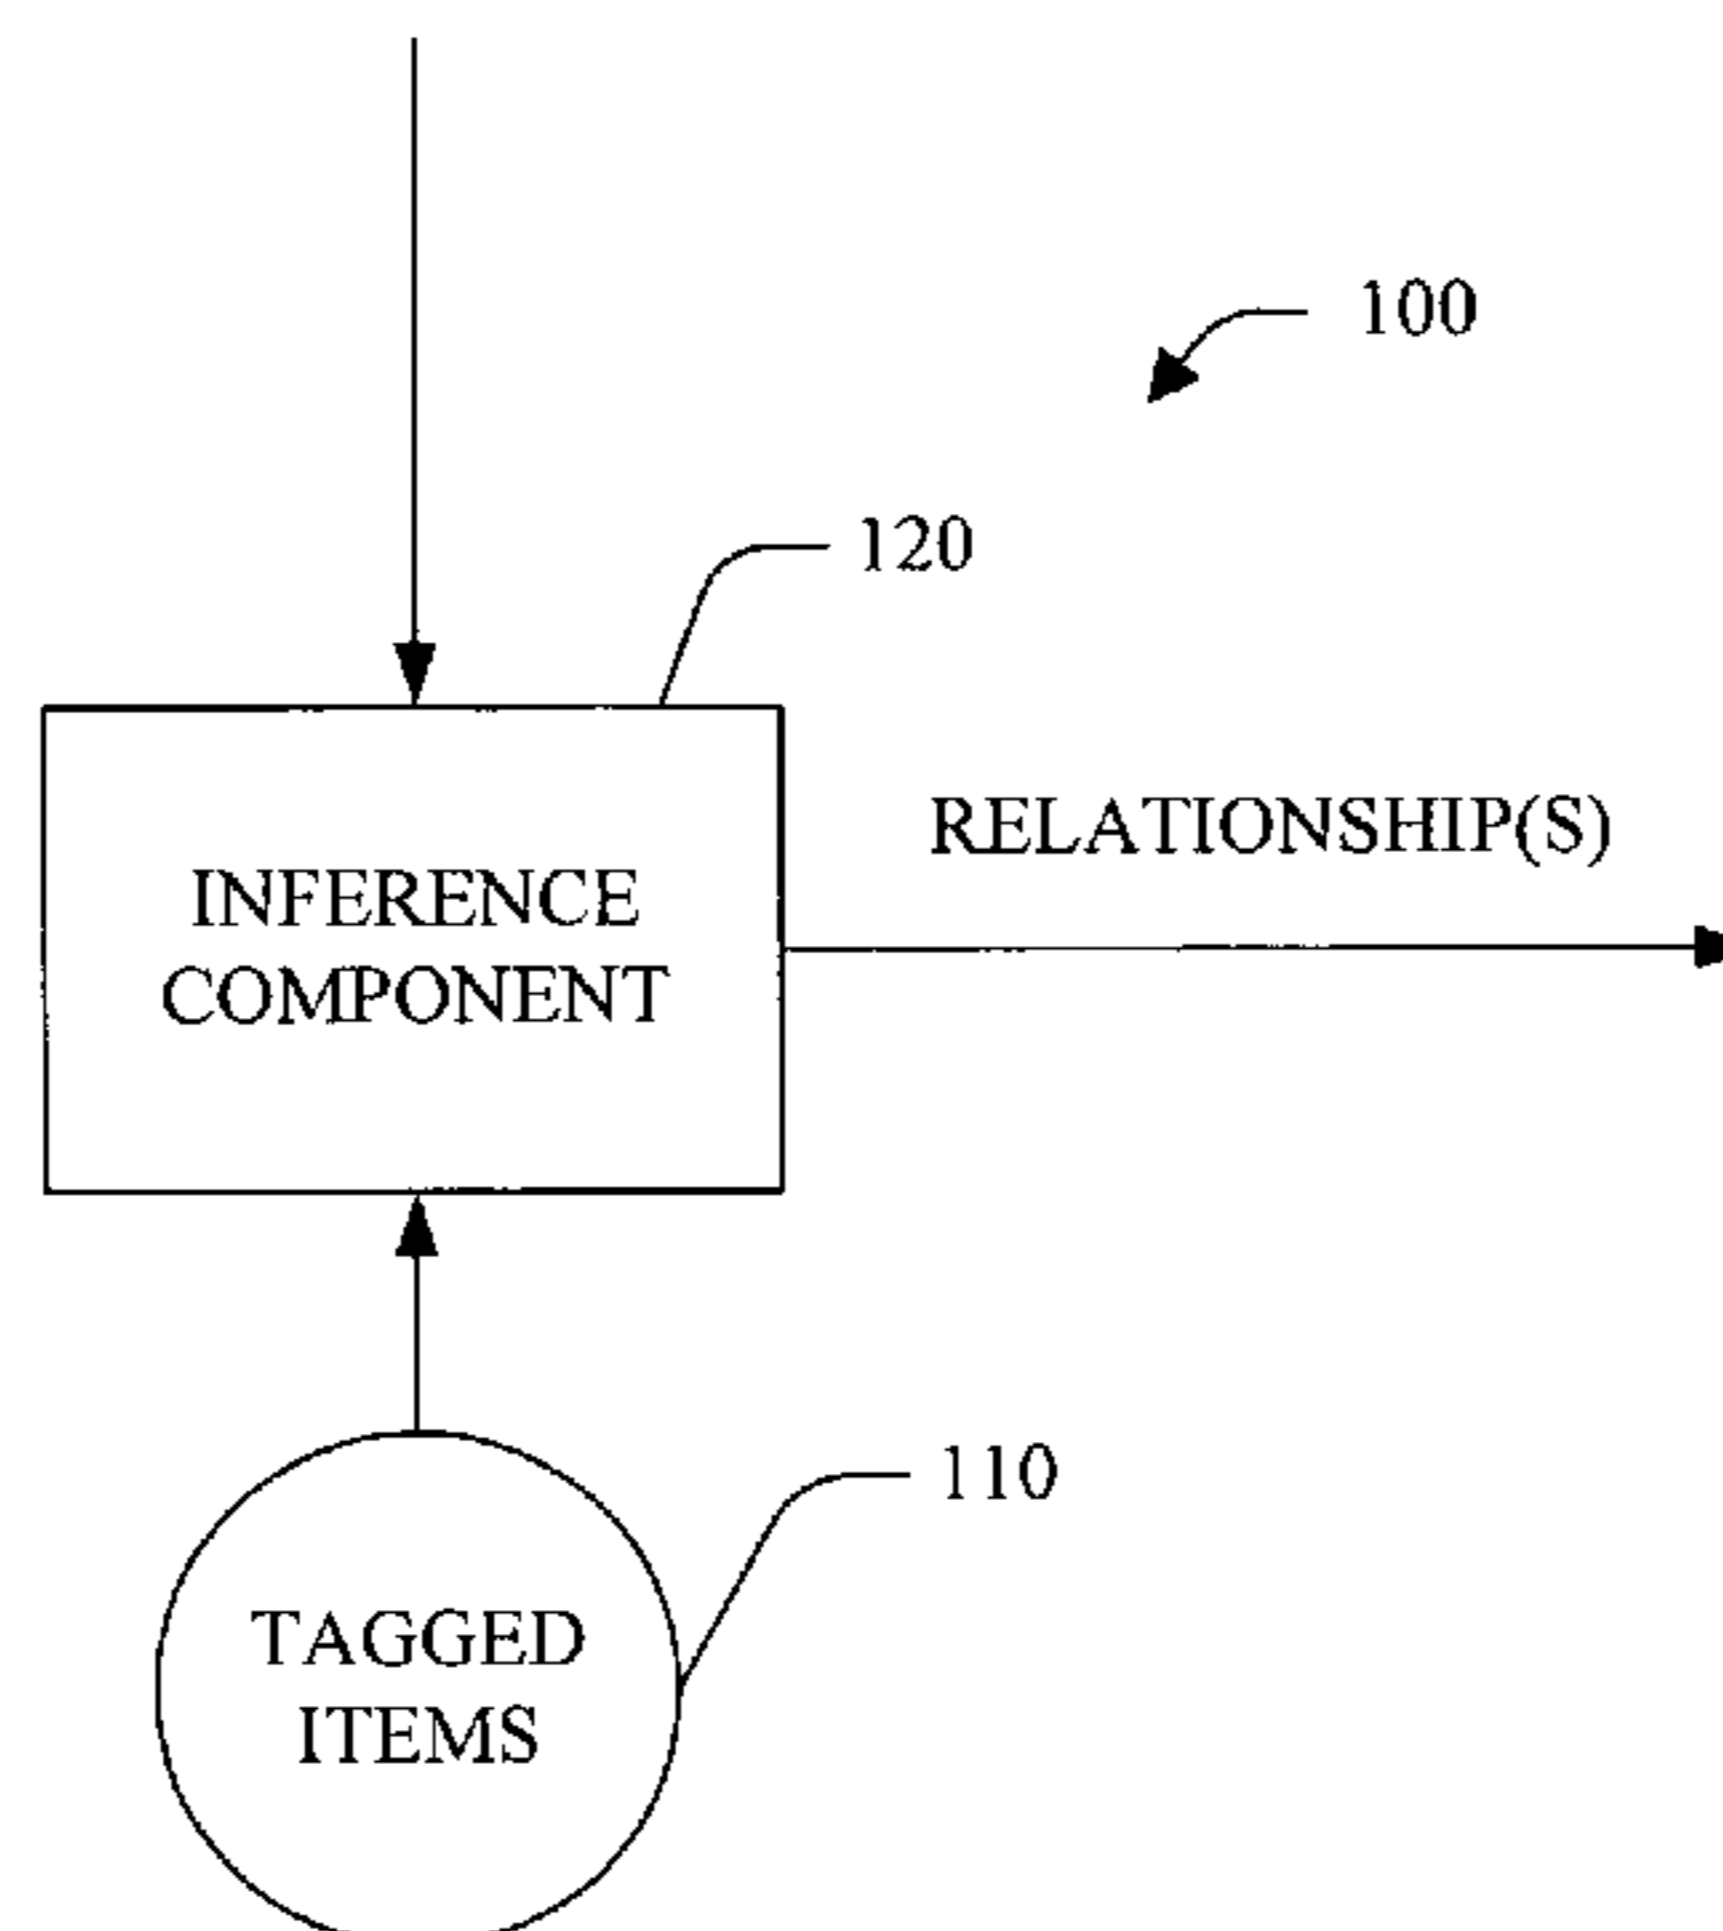 100
120
RELATIONSHIP(S)
INFERENCE
COMPONENT
110
TAGGED
ITEMS